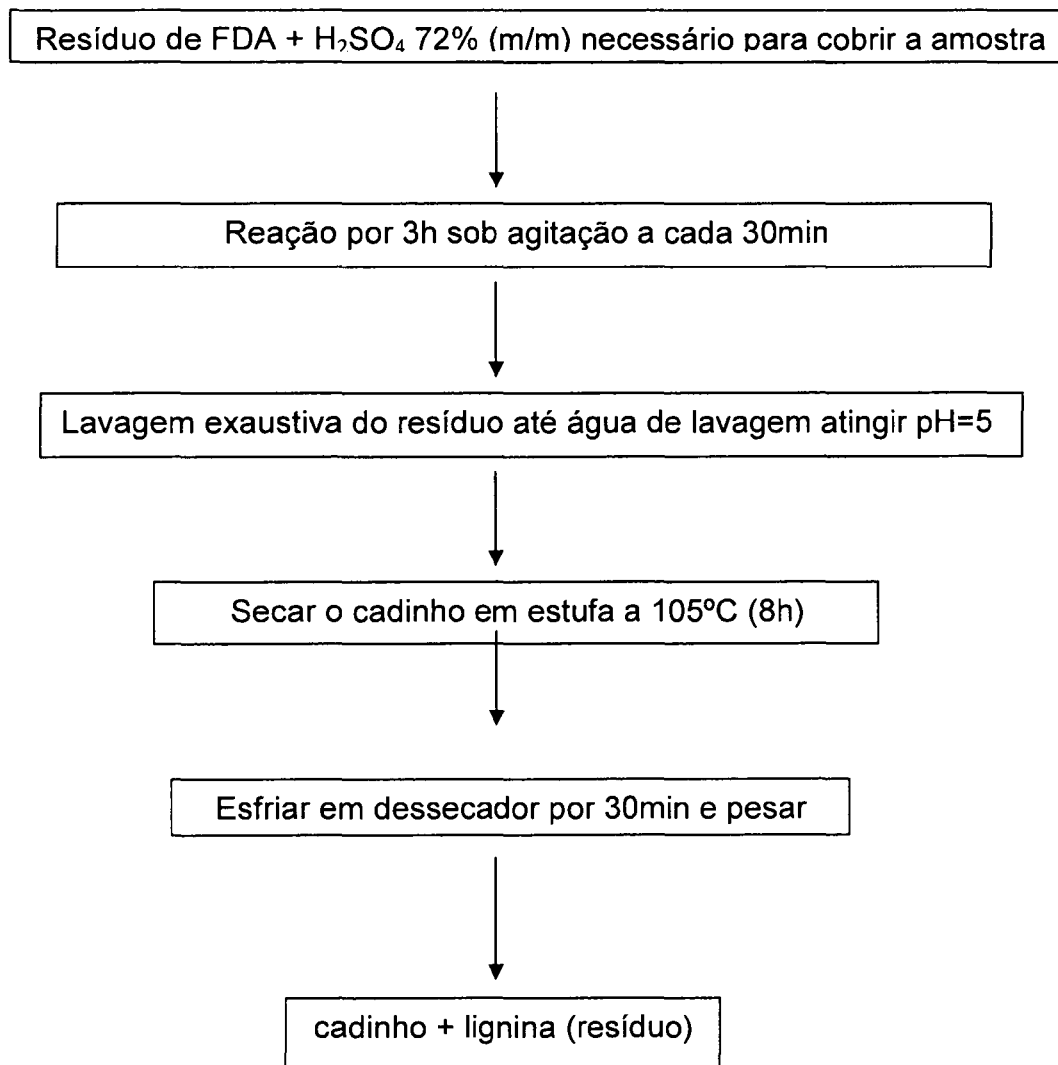 Resíduo de FDA + H₂SO₄ 72% (m/m) necessário para cobrir a amostra
Reação por 3h sob agitação a cada 30min
Lavagem exaustiva do resíduo até água de lavagem atingir pH=5
Secar o cadinho em estufa a 105ºC (8h)
Esfriar em dessecador por 30min e pesar
cadinho + lignina (resíduo)